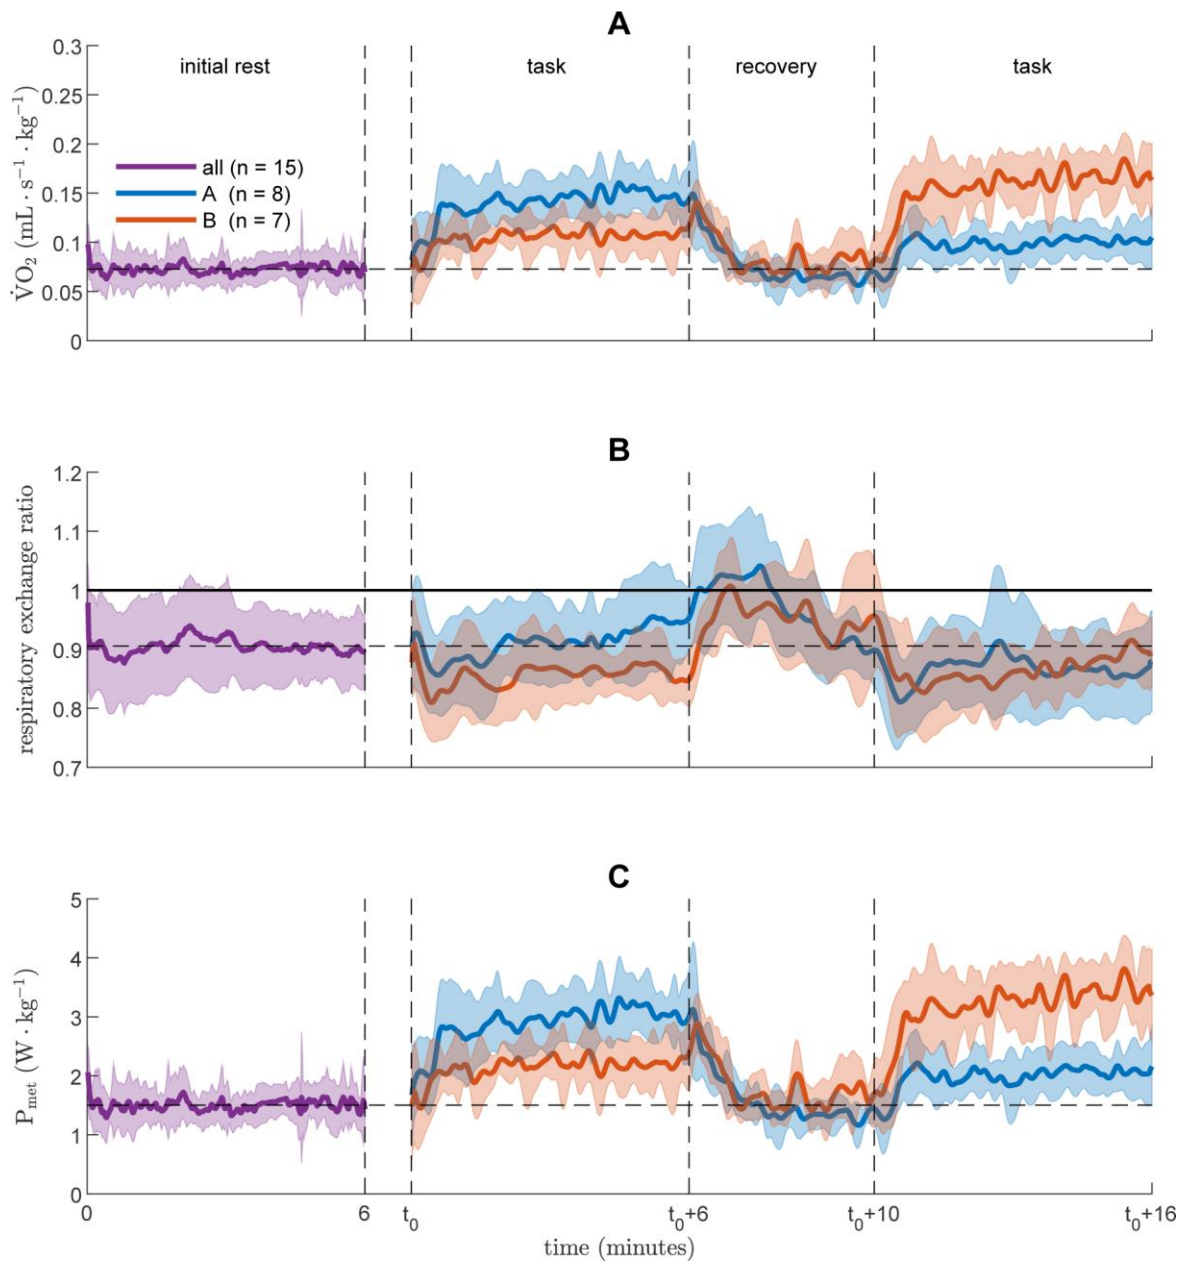 A
initial rest task recovery task
0.3
0.25
0.2
0.15
0.1
0.05
0
V̇O₂ (mL · s⁻¹ · kg⁻¹)
all (n = 15)
A (n = 8)
B (n = 7)
B
1.2
1.1
1
0.9
0.8
0.7
respiratory exchange ratio
C
5
4
3
2
1
0
P_met (W · kg⁻¹)
0 6 t₀ t₀+6 t₀+10 t₀+16
time (minutes)